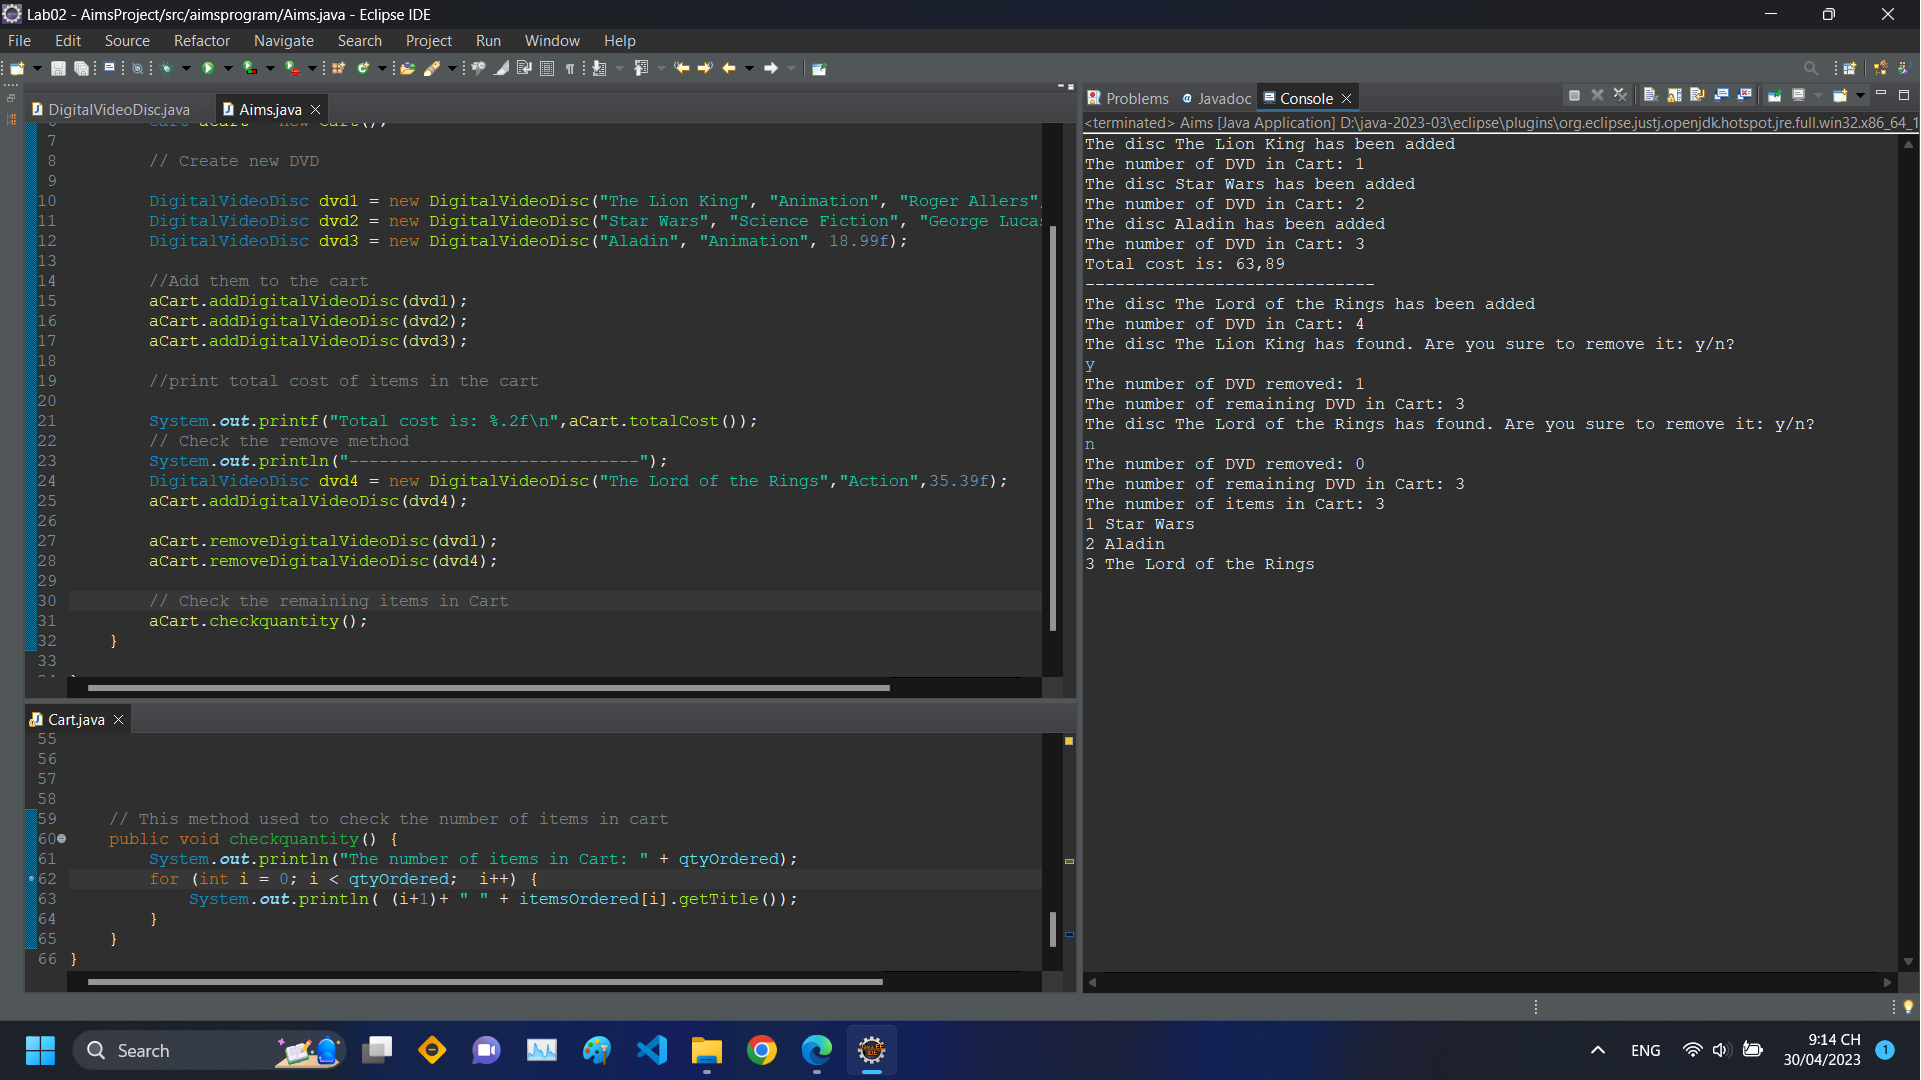 Lab02 - AimsProject/src/aimsprogram/Aims.java - Eclipse IDE
File Edit Source Refactor Navigate Search Project Run Window Help
DigitalVideoDisc.java
Aims.java
7
8 // Create new DVD
9
10 DigitalVideoDisc dvd1 = new DigitalVideoDisc("The Lion King", "Animation", "Roger Allers",
11 DigitalVideoDisc dvd2 = new DigitalVideoDisc("Star Wars", "Science Fiction", "George Lucas
12 DigitalVideoDisc dvd3 = new DigitalVideoDisc("Aladin", "Animation", 18.99f);
13
14 //Add them to the cart
15 aCart.addDigitalVideoDisc(dvd1);
16 aCart.addDigitalVideoDisc(dvd2);
17 aCart.addDigitalVideoDisc(dvd3);
18
19 //print total cost of items in the cart
20
21 System.out.printf("Total cost is: %.2f\n",aCart.totalCost());
22 // Check the remove method
23 System.out.println("-----------------------------");
24 DigitalVideoDisc dvd4 = new DigitalVideoDisc("The Lord of the Rings","Action",35.39f);
25 aCart.addDigitalVideoDisc(dvd4);
26
27 aCart.removeDigitalVideoDisc(dvd1);
28 aCart.removeDigitalVideoDisc(dvd4);
29
30 // Check the remaining items in Cart
31 aCart.checkquantity();
32 }
33
Cart.java
55
56
57
58
59 // This method used to check the number of items in cart
60 public void checkquantity() {
61 System.out.println("The number of items in Cart: " + qtyOrdered);
62 for (int i = 0; i < qtyOrdered;  i++) {
63 System.out.println( (i+1)+ " " + itemsOrdered[i].getTitle());
64 }
65 }
66 }
Problems Javadoc Console
<terminated> Aims [Java Application] D:\java-2023-03\eclipse\plugins\org.eclipse.justj.openjdk.hotspot.jre.full.win32.x86_64_1
The disc The Lion King has been added
The number of DVD in Cart: 1
The disc Star Wars has been added
The number of DVD in Cart: 2
The disc Aladin has been added
The number of DVD in Cart: 3
Total cost is: 63,89
-----------------------------
The disc The Lord of the Rings has been added
The number of DVD in Cart: 4
The disc The Lion King has found. Are you sure to remove it: y/n?
y
The number of DVD removed: 1
The number of remaining DVD in Cart: 3
The disc The Lord of the Rings has found. Are you sure to remove it: y/n?
n
The number of DVD removed: 0
The number of remaining DVD in Cart: 3
The number of items in Cart: 3
1 Star Wars
2 Aladin
3 The Lord of the Rings
Search
ENG
9:14 CH
30/04/2023
1